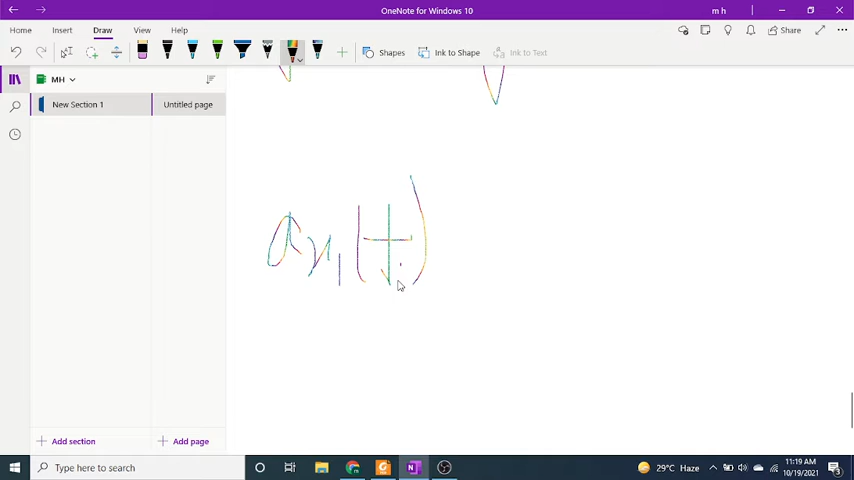 OneNote for Windows 10
m h
Home Insert Draw View Help
Share
Shapes Ink to Shape Ink to Text
MH
New Section 1 Untitled page
ax₁(t)
Add section Add page
Type here to search
29°C Haze
11:19 AM
10/19/2021
3